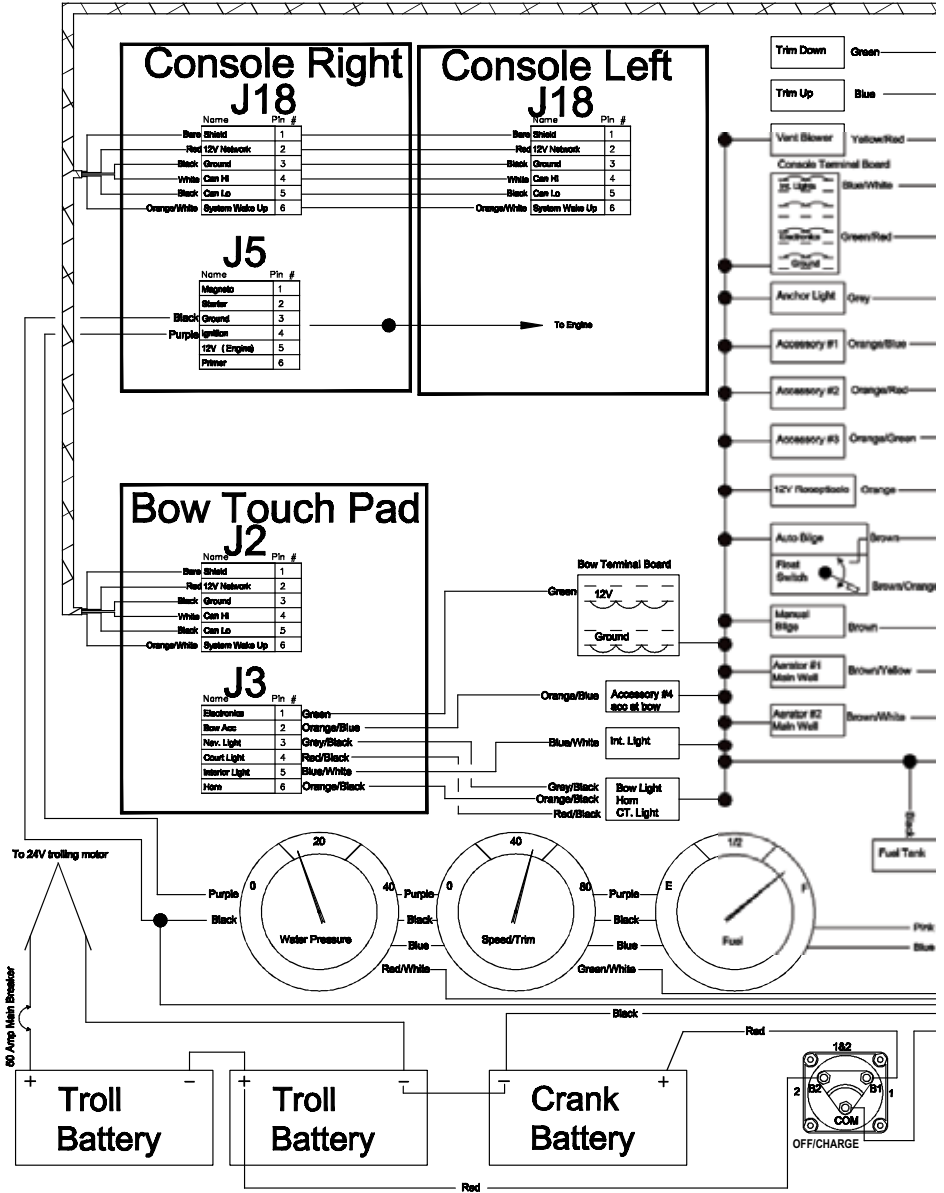 Console Right
J18
Name Pin #
Bare Shield 1
Red 12V Network 2
Black Ground 3
White Can Hi 4
Black Can Lo 5
Orange/White System Wake Up 6
J5
Name Pin #
Magneto 1
Starter 2
Black Ground 3
Purple Ignition 4
12V (Engine) 5
Primer 6
Console Left
J18
Name Pin #
Bare Shield 1
Red 12V Network 2
Black Ground 3
White Can Hi 4
Black Can Lo 5
Orange/White System Wake Up 6
To Engine
Trim Down Green
Trim Up Blue
Vent Blower Yellow/Red
Console Terminal Board
Int. Lights Blue/White
Electronics Green/Red
Ground
Anchor Light Grey
Accessory #1 Orange/Blue
Accessory #2 Orange/Red
Accessory #3 Orange/Green
12V Receptacle Orange
Auto Bilge Brown
Float
Switch Brown/Orange
Manual
Bilge Brown
Aerator #1
Main Well Brown/Yellow
Aerator #2
Main Well Brown/White
Black
Fuel Tank
Bow Touch Pad
J2
Name Pin #
Bare Shield 1
Red 12V Network 2
Black Ground 3
White Can Hi 4
Black Can Lo 5
Orange/White System Wake Up 6
J3
Name Pin #
Electronics 1 Green
Bow Acc 2 Orange/Blue
Nav. Light 3 Grey/Black
Court Light 4 Red/Black
Interior Light 5 Blue/White
Horn 6 Orange/Black
Bow Terminal Board
Green 12V
Ground
Orange/Blue Accessory #4
acc at bow
Blue/White Int. Light
Gray/Black Bow Light
Orange/Black Horn
Red/Black CT. Light
To 24V trolling motor
60 Amp Main Breaker
Purple
Black
0 20 40
Water Pressure
Purple
Black
Blue
Red/White
0 40 80
Speed/Trim
Purple
Black
Blue
Green/White
E 1/2 F
Fuel
Pink
Blue
Black
Red
+ −
Troll
Battery
+ −
Troll
Battery
− +
Crank
Battery
1&2
2 B2 B1 1
COM
OFF/CHARGE
Red